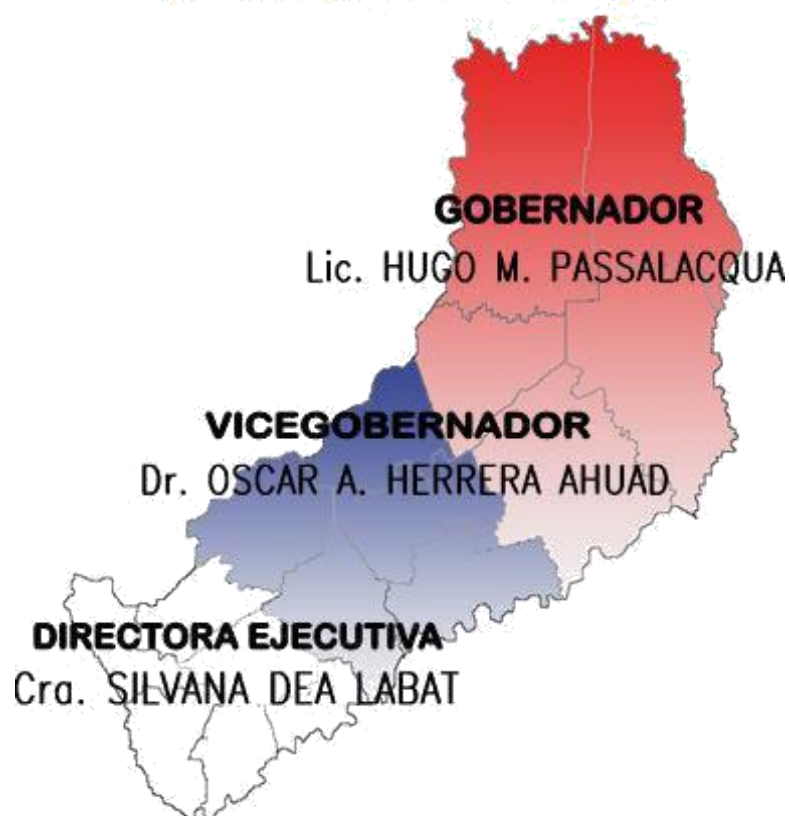 GOBERNADOR
Lic. HUGO M. PASSALACQUA
VICEGOBERNADOR
Dr. OSCAR A. HERRERA AHUAD
DIRECTORA EJECUTIVA
Cra. SILVANA DEA LABAT